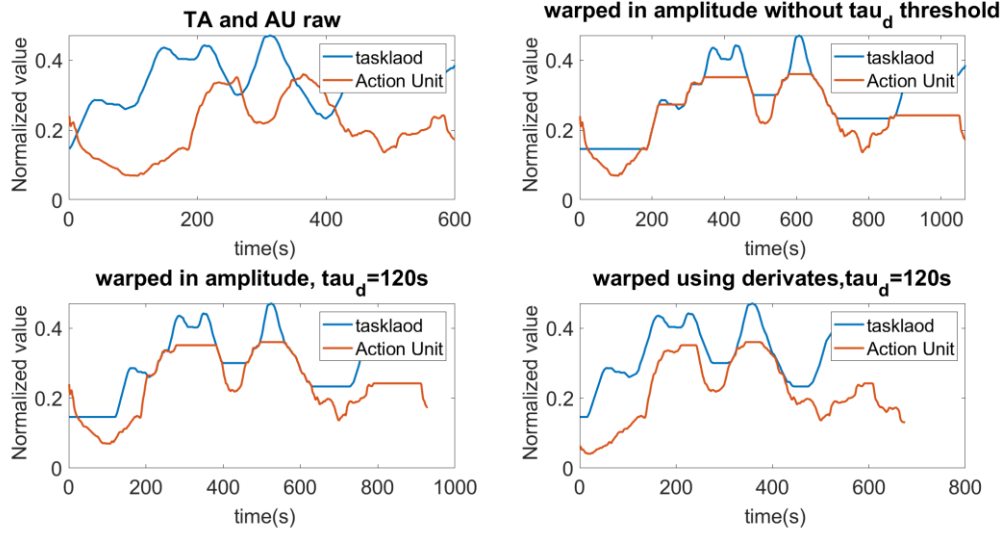 TA and AU raw
Normalized value
0.4
0.2
0
tasklaod
Action Unit
0 200 400 600
time(s)
warped in amplitude without tau_d threshold
Normalized value
0.4
0.2
0
tasklaod
Action Unit
0 200 400 600 800 1000
time(s)
warped in amplitude, tau_d=120s
Normalized value
0.4
0.2
0
tasklaod
Action Unit
0 200 400 600 800 1000
time(s)
warped using derivates,tau_d=120s
Normalized value
0.4
0.2
0
tasklaod
Action Unit
0 200 400 600 800
time(s)